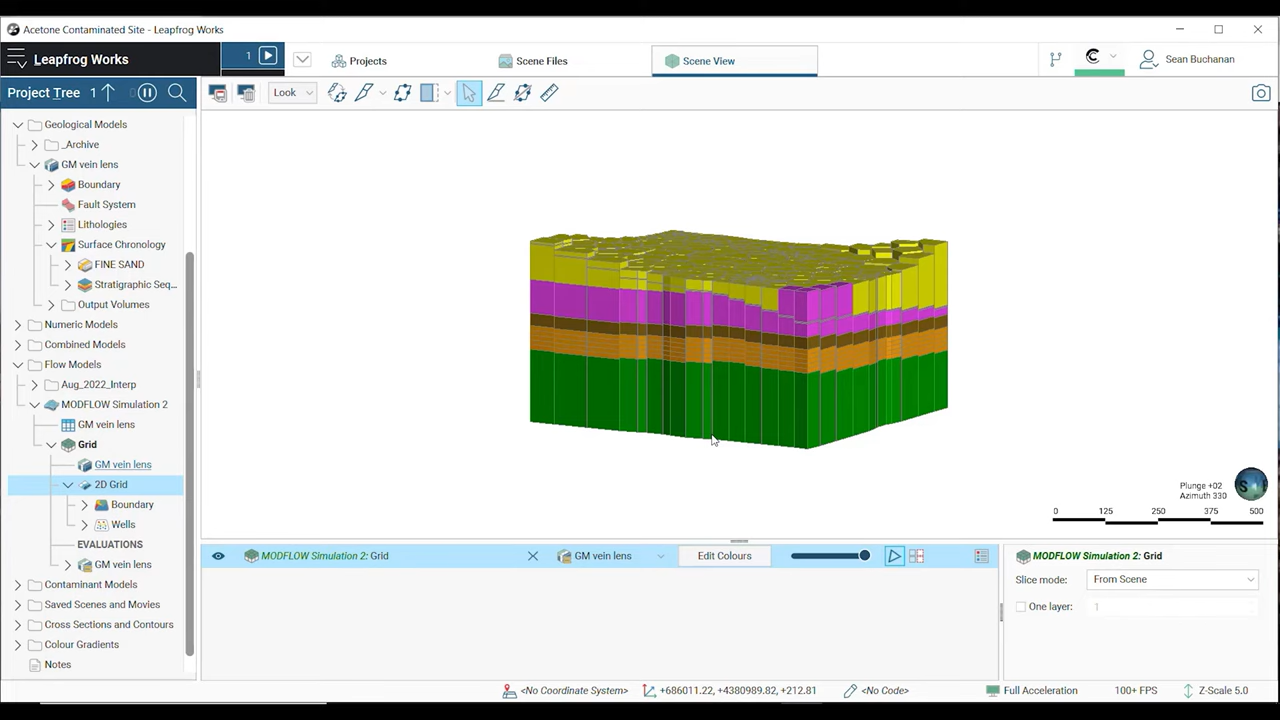 Acetone Contaminated Site - Leapfrog Works
Leapfrog Works
1
Projects
Scene Files
Scene View
Sean Buchanan
Project Tree
1
Look
Geological Models
_Archive
GM vein lens
Boundary
Fault System
Lithologies
Surface Chronology
FINE SAND
Stratigraphic Seq...
Output Volumes
Numeric Models
Combined Models
Flow Models
Aug_2022_Interp
MODFLOW Simulation 2
GM vein lens
Grid
GM vein lens
2D Grid
Boundary
Wells
EVALUATIONS
GM vein lens
Contaminant Models
Saved Scenes and Movies
Cross Sections and Contours
Colour Gradients
Notes
Plunge +02
Azimuth 330
0 125 250 375 500
MODFLOW Simulation 2: Grid
GM vein lens
Edit Colours
MODFLOW Simulation 2: Grid
Slice mode:
From Scene
One layer:
1
<No Coordinate System>
+686011.22, +4380989.82, +212.81
<No Code>
Full Acceleration
100+ FPS
Z-Scale 5.0